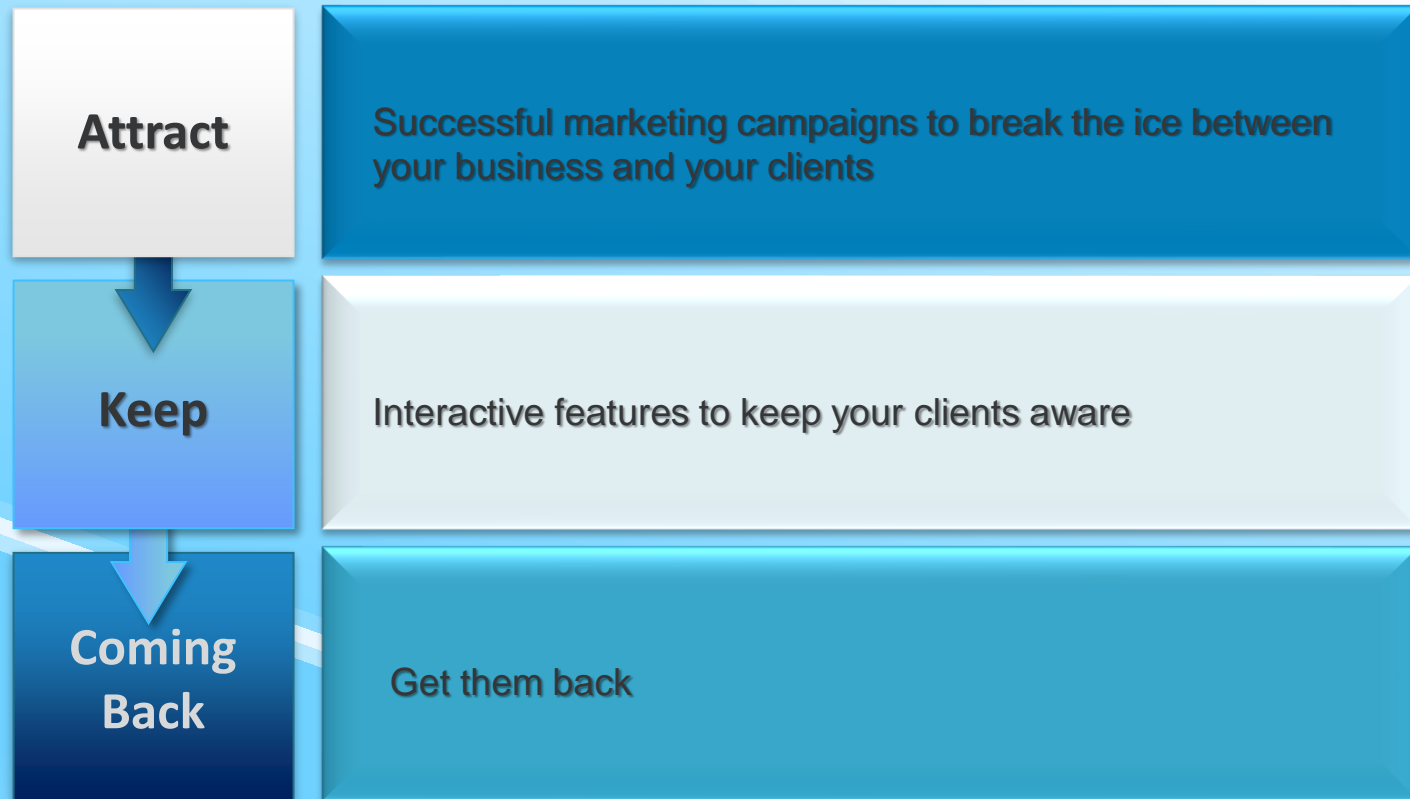 Attract
Successful marketing campaigns to break the ice between
your business and your clients
Keep
Interactive features to keep your clients aware
Coming
Back
Get them back